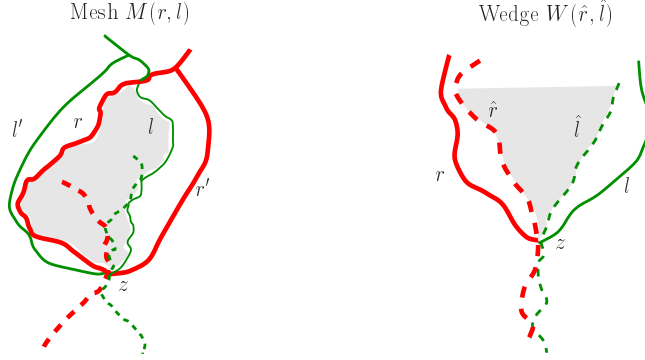 Mesh M(r, l)
Wedge W(r̂, l̂)
l′
r
l
r′
z
r̂
l̂
r
l
z